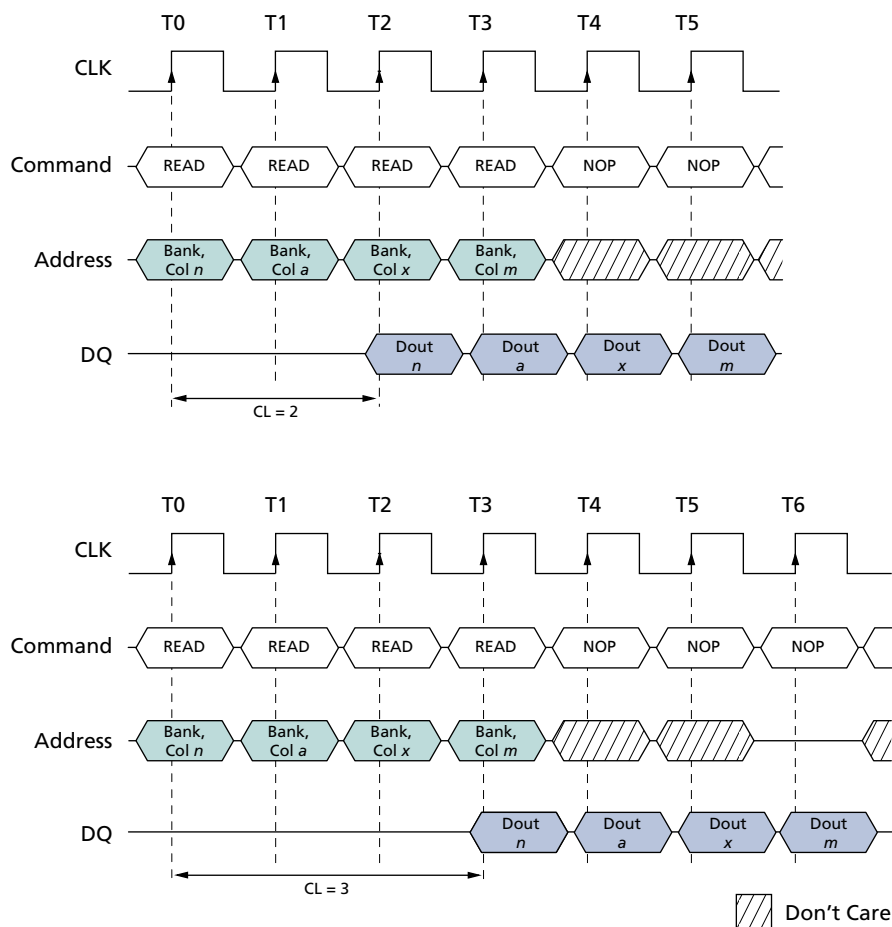 T0 T1 T2 T3 T4 T5
CLK
Command READ READ READ READ NOP NOP
Address Bank, Col n Bank, Col a Bank, Col x Bank, Col m
DQ Dout n Dout a Dout x Dout m
CL = 2
T0 T1 T2 T3 T4 T5 T6
CLK
Command READ READ READ READ NOP NOP NOP
Address Bank, Col n Bank, Col a Bank, Col x Bank, Col m
DQ Dout n Dout a Dout x Dout m
CL = 3
Don't Care